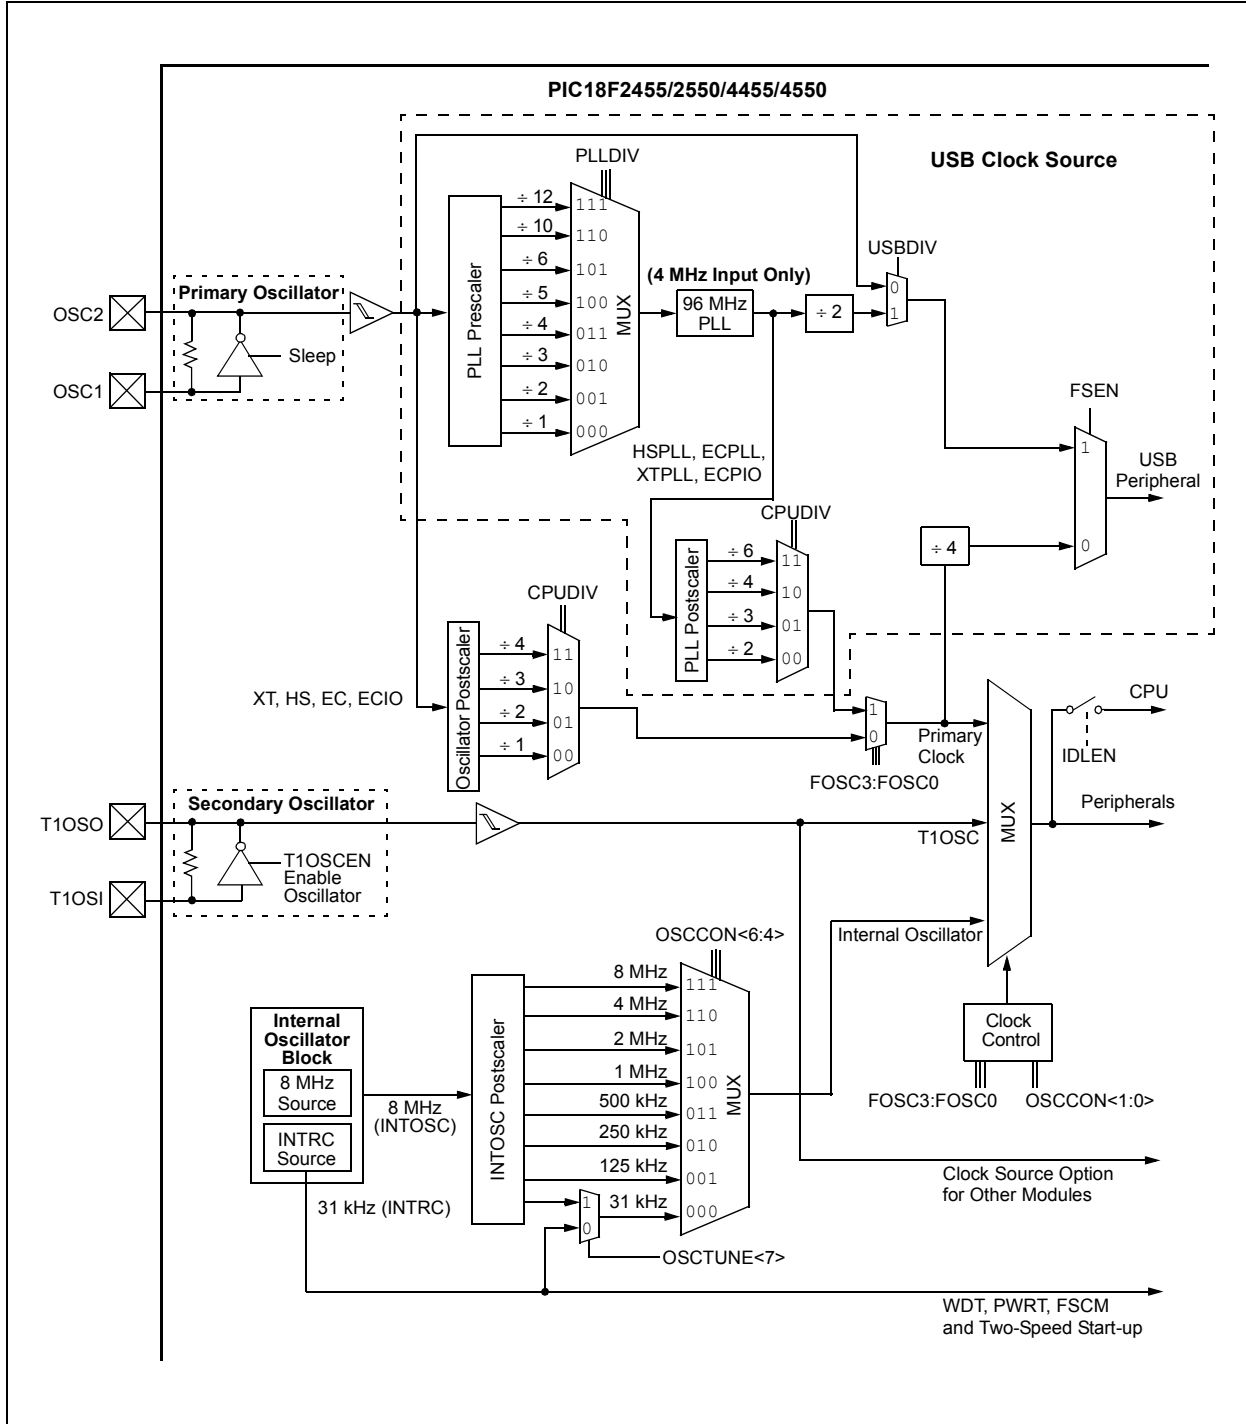 PIC18F2455/2550/4455/4550
USB Clock Source
PLLDIV
PLL Prescaler
÷ 12
÷ 10
÷ 6
÷ 5
÷ 4
÷ 3
÷ 2
÷ 1
111
110
101
100
011
010
001
000
MUX
(4 MHz Input Only)
96 MHz
PLL
÷ 2
USBDIV
0
1
Primary Oscillator
OSC2
OSC1
Sleep
HSPLL, ECPLL,
XTPLL, ECPIO
FSEN
1
0
USB
Peripheral
÷ 4
CPUDIV
PLL Postscaler
÷ 6
÷ 4
÷ 3
÷ 2
11
10
01
00
CPUDIV
XT, HS, EC, ECIO
Oscillator Postscaler
÷ 4
÷ 3
÷ 2
÷ 1
11
10
01
00
1
0
FOSC3:FOSC0
Primary
Clock
MUX
CPU
IDLEN
Peripherals
Secondary Oscillator
T1OSO
T1OSI
T1OSCEN
Enable
Oscillator
T1OSC
Internal Oscillator
OSCCON<6:4>
Internal
Oscillator
Block
8 MHz
Source
INTRC
Source
8 MHz
(INTOSC)
31 kHz (INTRC)
INTOSC Postscaler
8 MHz
4 MHz
2 MHz
1 MHz
500 kHz
250 kHz
125 kHz
1
0
31 kHz
111
110
101
100
011
010
001
000
MUX
OSCTUNE<7>
Clock
Control
FOSC3:FOSC0
OSCCON<1:0>
Clock Source Option
for Other Modules
WDT, PWRT, FSCM
and Two-Speed Start-up